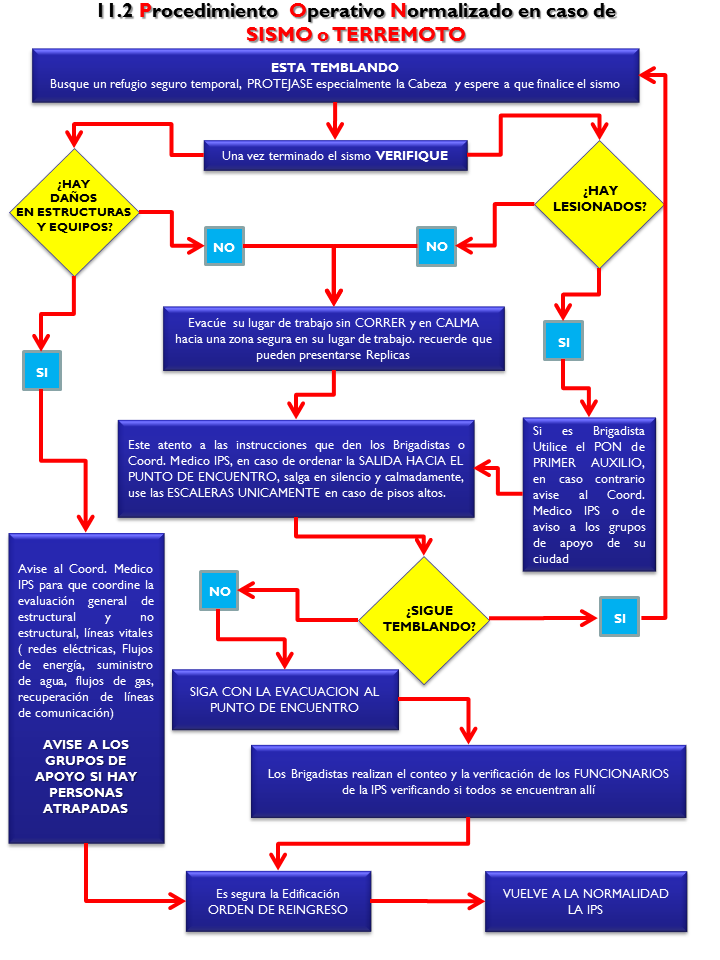 11.2 Procedimiento Operativo Normalizado en caso de
SISMO o TERREMOTO
ESTA TEMBLANDO
Busque un refugio seguro temporal, PROTEJASE especialmente la Cabeza y espere a que finalice el sismo
Una vez terminado el sismo VERIFIQUE
¿HAY
DAÑOS
EN ESTRUCTURAS
Y EQUIPOS?
¿HAY
LESIONADOS?
NO
NO
Evacúe su lugar de trabajo sin CORRER y en CALMA
hacia una zona segura en su lugar de trabajo. recuerde que
pueden presentarse Replicas
SI
SI
Este atento a las instrucciones que den los Brigadistas o
Coord. Medico IPS, en caso de ordenar la SALIDA HACIA EL
PUNTO DE ENCUENTRO, salga en silencio y calmadamente,
use las ESCALERAS UNICAMENTE en caso de pisos altos.
Si es Brigadista
Utilice el PON de
PRIMER AUXILIO,
en caso contrario
avise al Coord.
Medico IPS o de
aviso a los grupos
de apoyo de su
ciudad
Avise al Coord. Medico
IPS para que coordine la
evaluación general de
estructural y no
estructural, líneas vitales
( redes eléctricas, Flujos
de energía, suministro
de agua, flujos de gas,
recuperación de líneas
de comunicación)
AVISE A LOS
GRUPOS DE
APOYO SI HAY
PERSONAS
ATRAPADAS
NO
¿SIGUE
TEMBLANDO?
SI
SIGA CON LA EVACUACION AL
PUNTO DE ENCUENTRO
Los Brigadistas realizan el conteo y la verificación de los FUNCIONARIOS
de la IPS verificando si todos se encuentran allí
Es segura la Edificación
ORDEN DE REINGRESO
VUELVE A LA NORMALIDAD
LA IPS